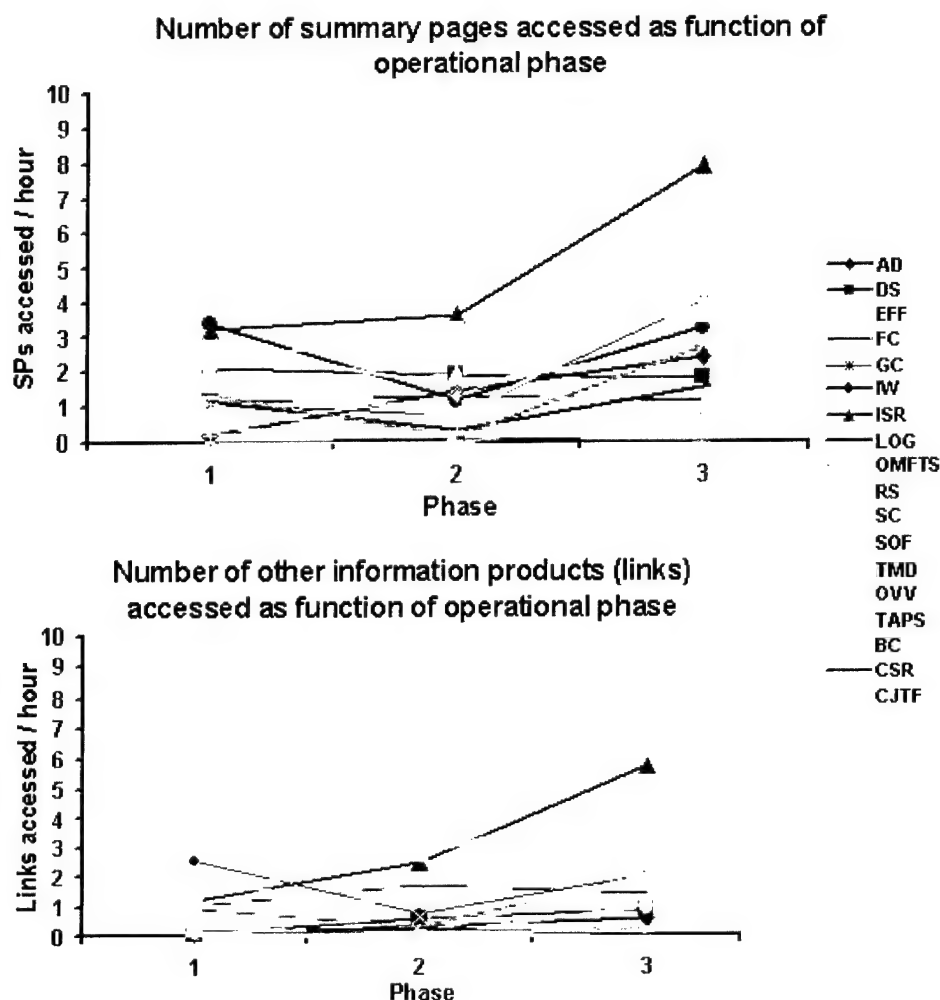 Number of summary pages accessed as function of
operational phase
10
9
8
7
6
5
4
3
2
1
0
SPs accessed / hour
1
2
3
Phase
AD
DS
EFF
FC
GC
IW
ISR
LOG
OMFTS
RS
SC
SOF
TMD
OVV
TAPS
BC
CSR
CJTF
Number of other information products (links)
accessed as function of operational phase
10
9
8
7
6
5
4
3
2
1
0
Links accessed / hour
1
2
3
Phase